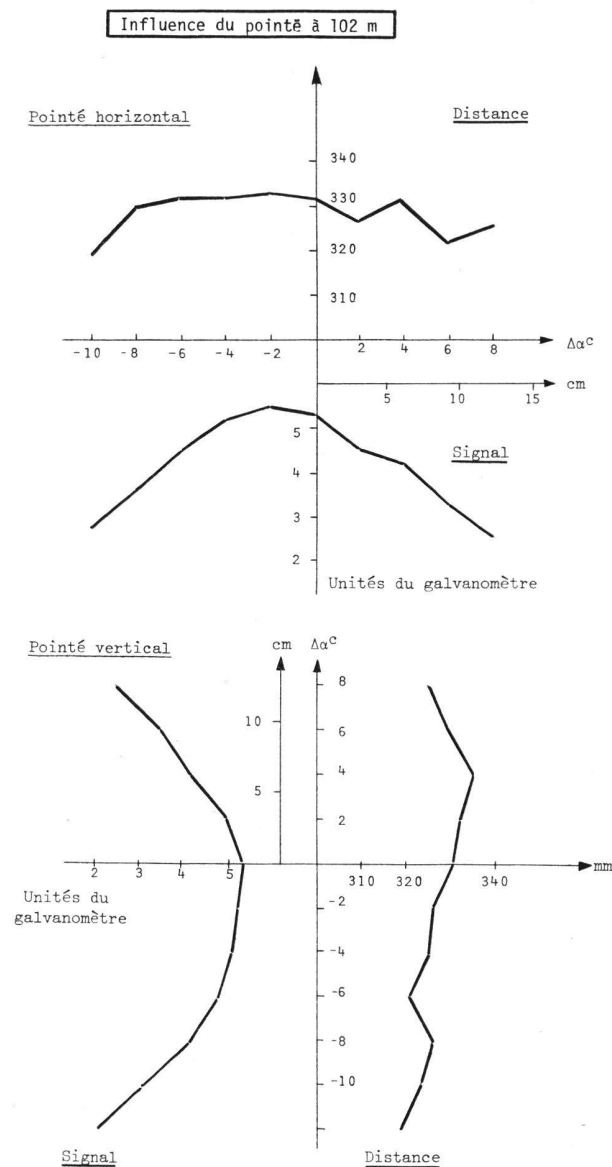 Influence du pointé à 102 m
Pointé horizontal
Distance
340
330
320
310
-10 -8 -6 -4 -2 2 4 6 8 Δαᶜ
5 10 15 cm
5
Signal
4
3
2
Unités du galvanomètre
Pointé vertical
cm Δαᶜ
8
10
6
4
5
2
2 3 4 5 310 320 340 mm
Unités du
galvanomètre
-2
-4
-6
-8
-10
Signal
Distance